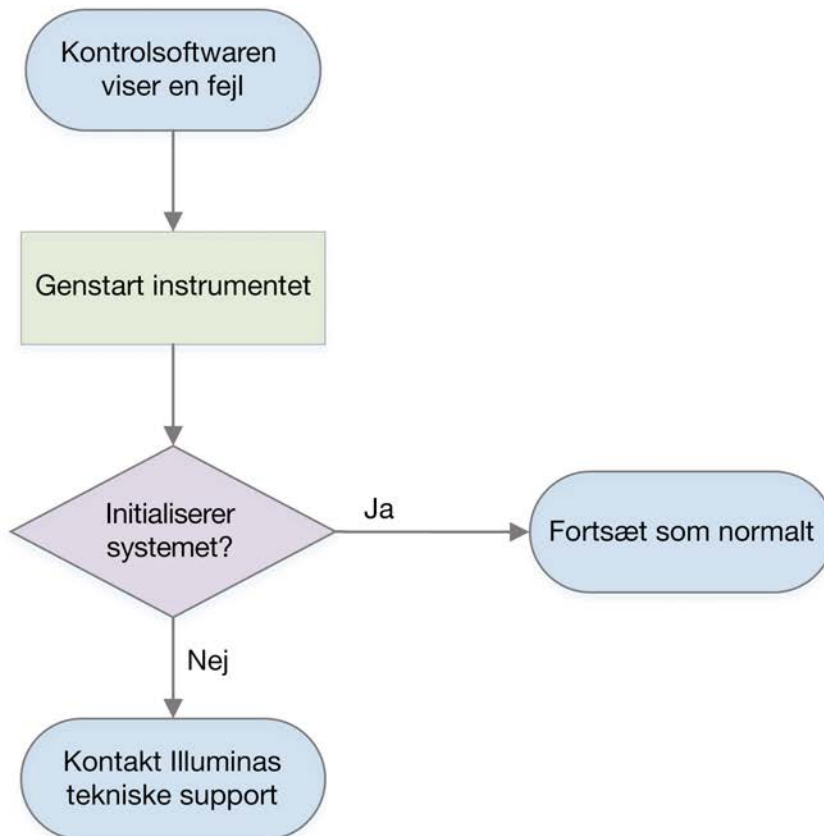 Kontrolsoftwaren
viser en fejl
Genstart instrumentet
Initialiserer
systemet?
Ja
Fortsæt som normalt
Nej
Kontakt Illuminas
tekniske support